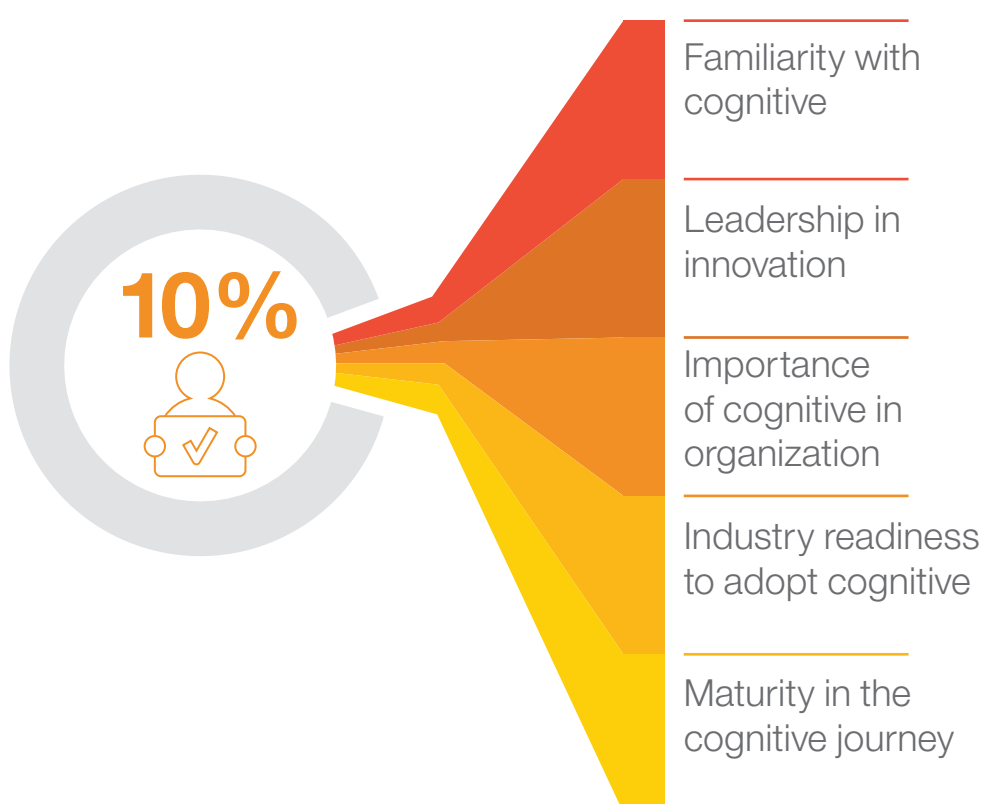 10%
Familiarity with
cognitive
Leadership in
innovation
Importance
of cognitive in
organization
Industry readiness
to adopt cognitive
Maturity in the
cognitive journey